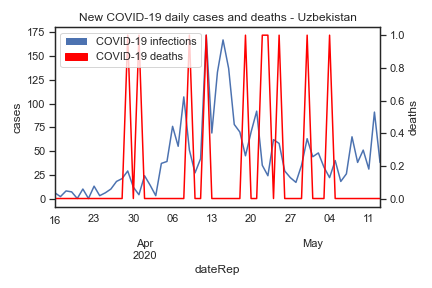 New COVID-19 daily cases and deaths - Uzbekistan
COVID-19 infections
COVID-19 deaths
cases
175
150
125
100
75
50
25
0
deaths
1.0
0.8
0.6
0.4
0.2
0.0
16 23 30 06 13 20 27 04 11
Apr May
2020
dateRep